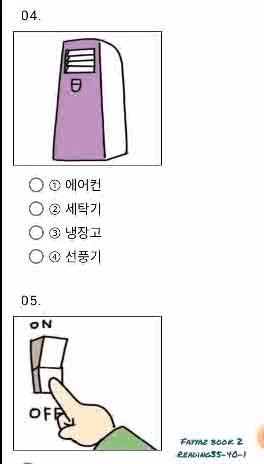 04.
① 에어컨
② 세탁기
③ 냉장고
④ 선풍기
05.
ON
OFF
FAYYAZ BOOK 2
READING35-40-1